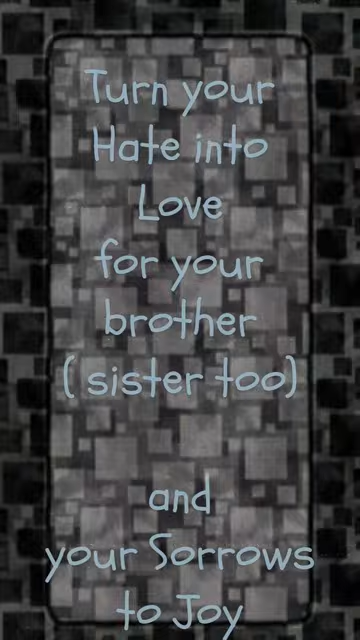 Turn your
Hate into
Love
for your
brother
( sister too)
and
your Sorrows
to Joy